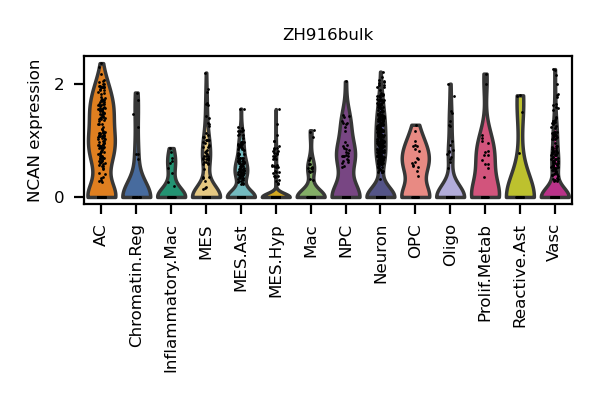 ZH916bulk
NCAN expression
2
0
AC
Chromatin.Reg
Inflammatory.Mac
MES
MES.Ast
MES.Hyp
Mac
NPC
Neuron
OPC
Oligo
Prolif.Metab
Reactive.Ast
Vasc